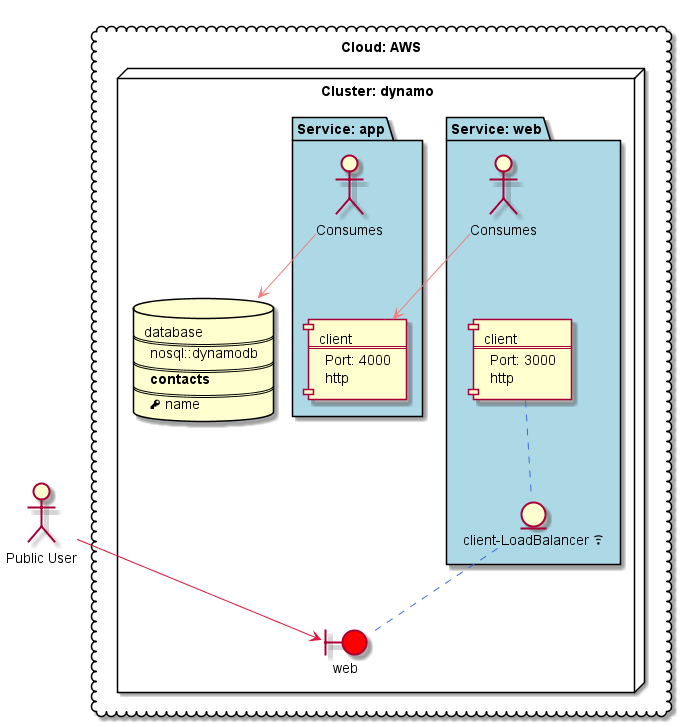 Cloud: AWS
Cluster: dynamo
Service: app
Service: web
Consumes
Consumes
database
nosql::dynamodb
contacts
name
client
Port: 4000
http
client
Port: 3000
http
client-LoadBalancer
Public User
web